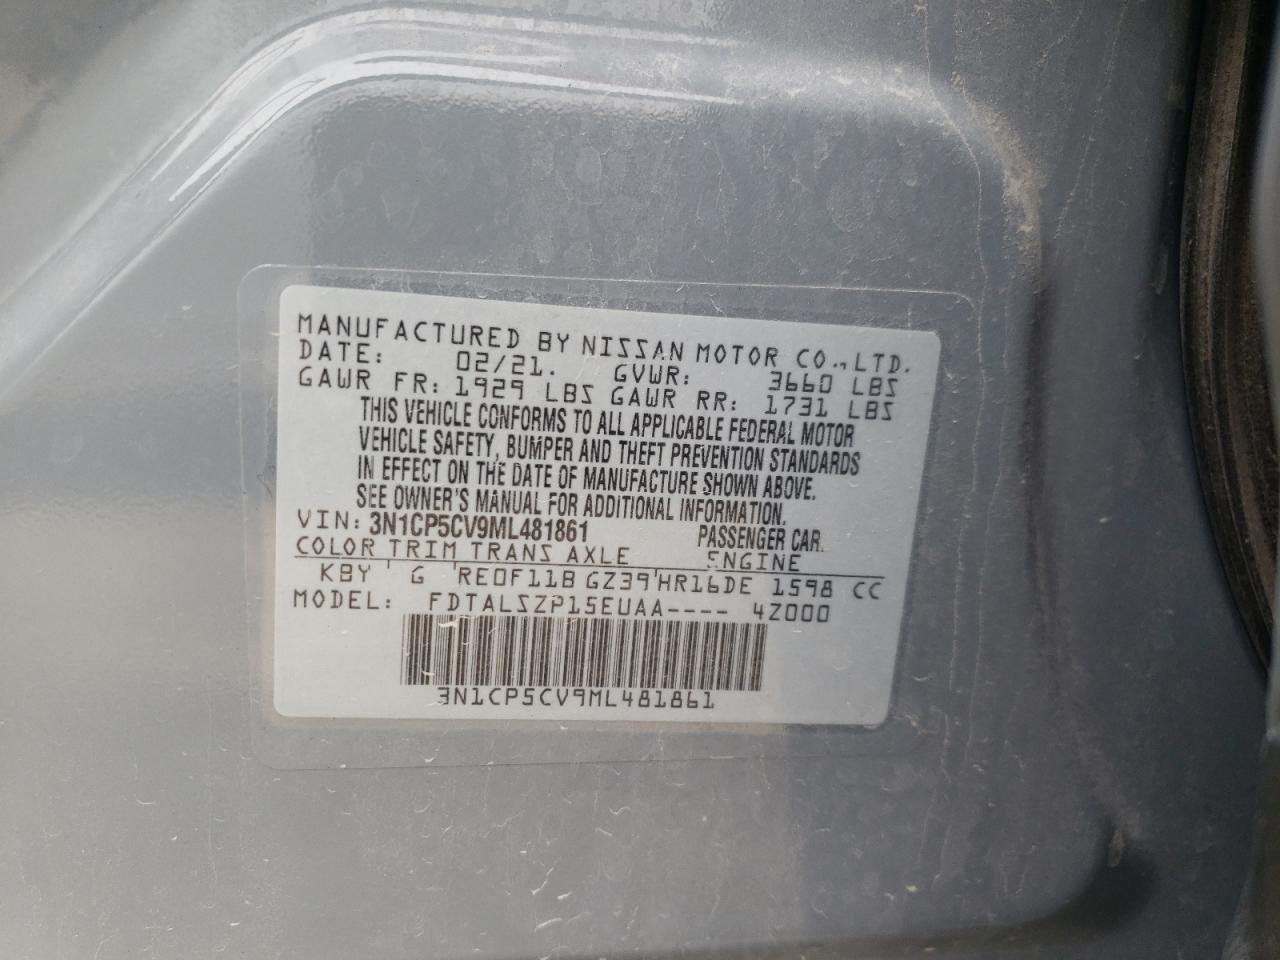 MANUFACTURED BY NISSAN MOTOR CO., LTD.
DATE: 02/21. GVWR: 3660 LBS
GAWR FR: 1929 LBS GAWR RR: 1731 LBS
THIS VEHICLE CONFORMS TO ALL APPLICABLE FEDERAL MOTOR
VEHICLE SAFETY, BUMPER AND THEFT PREVENTION STANDARDS
IN EFFECT ON THE DATE OF MANUFACTURE SHOWN ABOVE.
SEE OWNER'S MANUAL FOR ADDITIONAL INFORMATION.
VIN: 3N1CP5CV9ML481861 PASSENGER CAR.
COLOR TRIM TRANS AXLE ENGINE
KBY ' G ' RE0F11B GZ39'HR16DE 1598 CC
MODEL: FDTALSZP15EUAA---- 4Z000
3N1CP5CV9ML481861